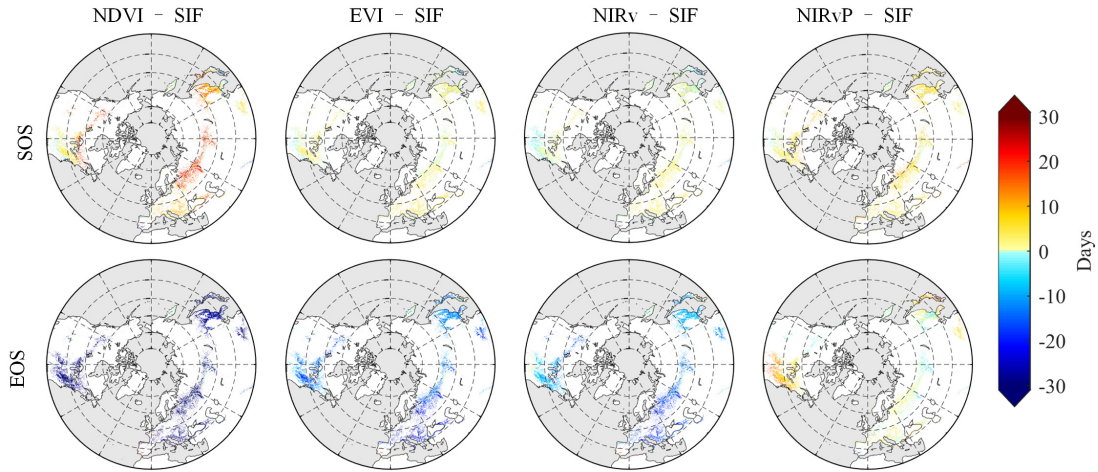 NDVI - SIF
EVI - SIF
NIRv - SIF
NIRvP - SIF
SOS
EOS
30
20
10
0
-10
-20
-30
Days